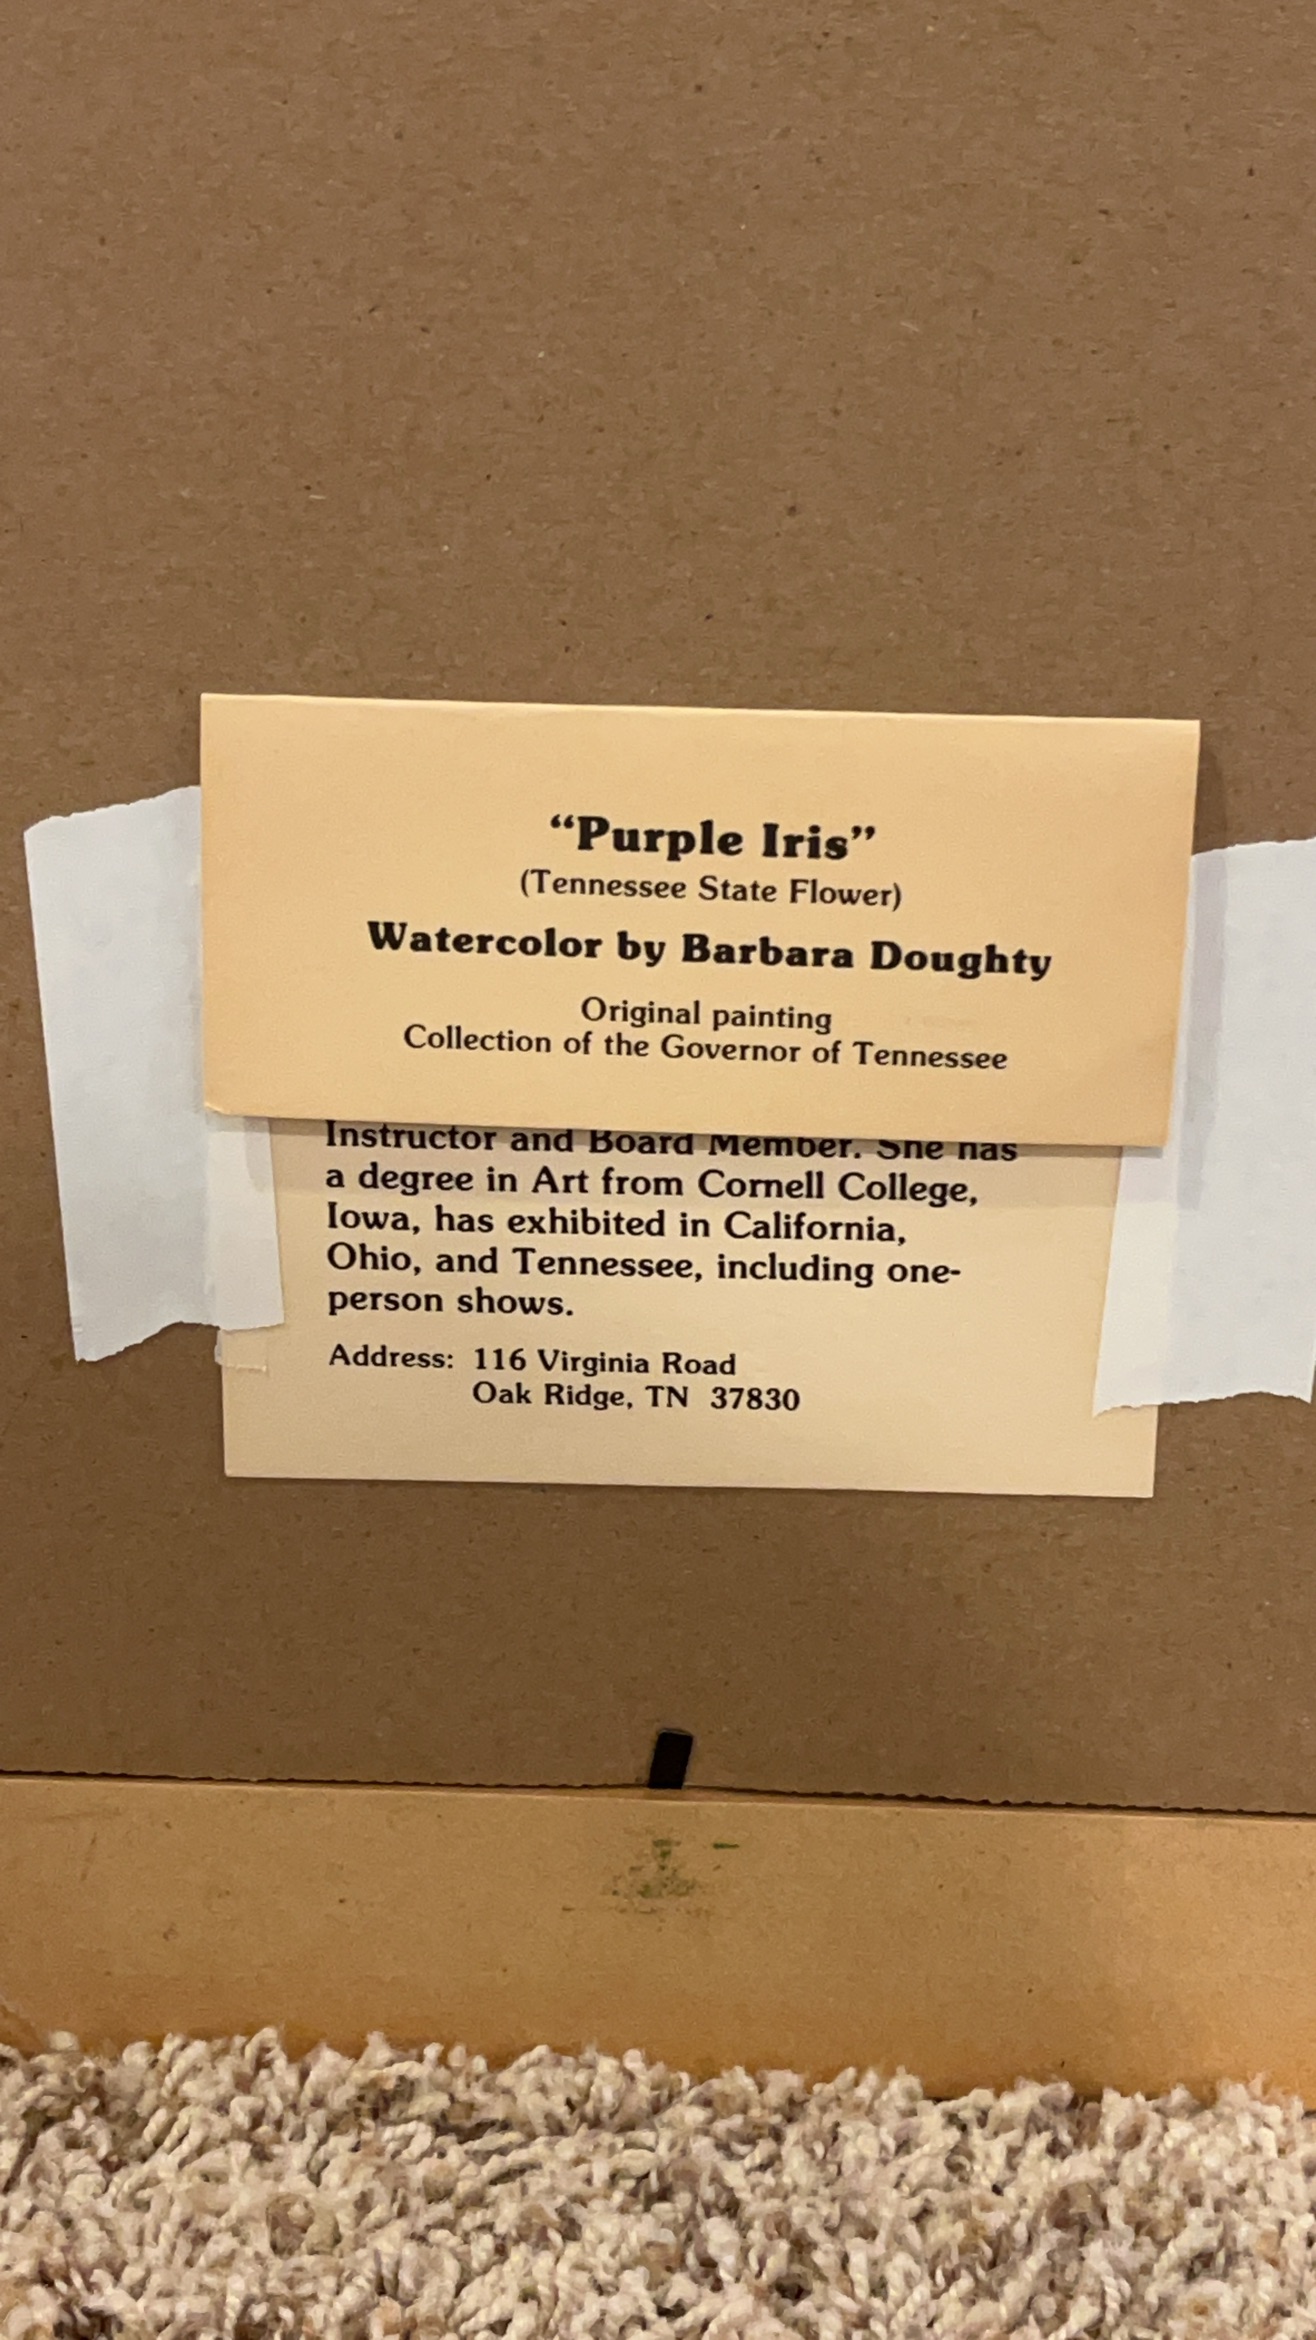 “Purple Iris”
(Tennessee State Flower)
Watercolor by Barbara Doughty
Original painting
Collection of the Governor of Tennessee
Instructor and Board Member. She has
a degree in Art from Cornell College,
Iowa, has exhibited in California,
Ohio, and Tennessee, including one-
person shows.
Address: 116 Virginia Road
Oak Ridge, TN 37830